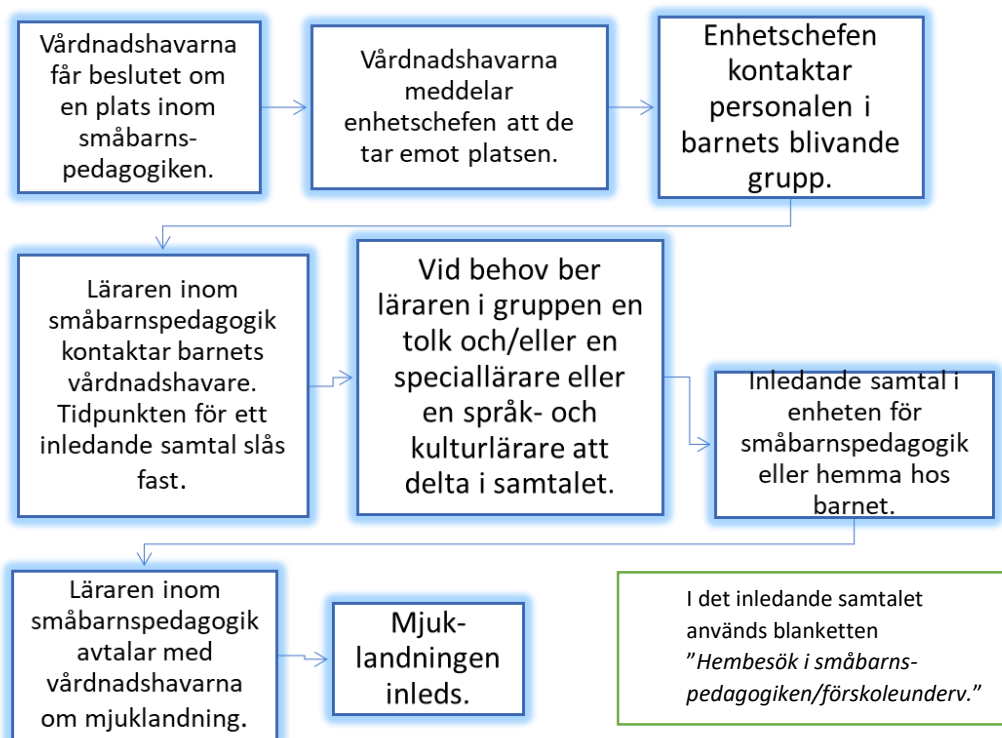 Vårdnadshavarna
får beslutet om
en plats inom
småbarns-
pedagogiken.
Vårdnadshavarna
meddelar
enhetschefen att de
tar emot platsen.
Enhetschefen
kontaktar
personalen i
barnets blivande
grupp.
Läraren inom
småbarnspedagogik
kontaktar barnets
vårdnadshavare.
Tidpunkten för ett
inledande samtal slås
fast.
Vid behov ber
läraren i gruppen en
tolk och/eller en
speciallärare eller
en språk- och
kulturlärare att
delta i samtalet.
Inledande samtal i
enheten för
småbarnspedagogik
eller hemma hos
barnet.
Läraren inom
småbarnspedagogik
avtalar med
vårdnadshavarna
om mjuklandning.
Mjuk-
landningen
inleds.
I det inledande samtalet
används blanketten
”Hembesök i småbarns-
pedagogiken/förskoleunderv.”